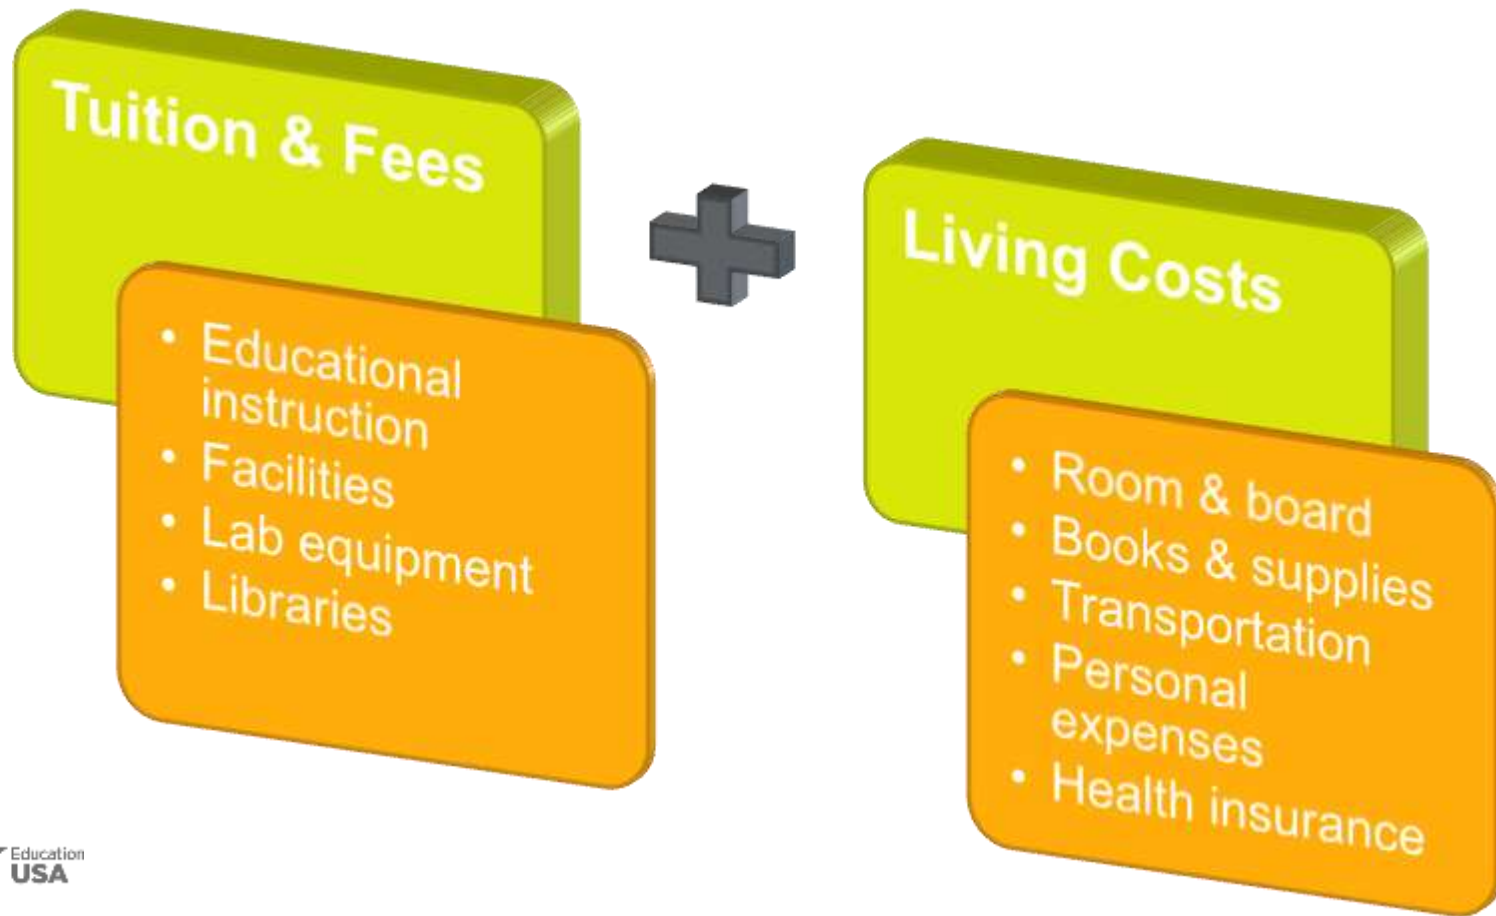 Tuition & Fees
• Educational
instruction
• Facilities
• Lab equipment
• Libraries
Living Costs
• Room & board
• Books & supplies
• Transportation
• Personal
expenses
• Health insurance
Education
USA